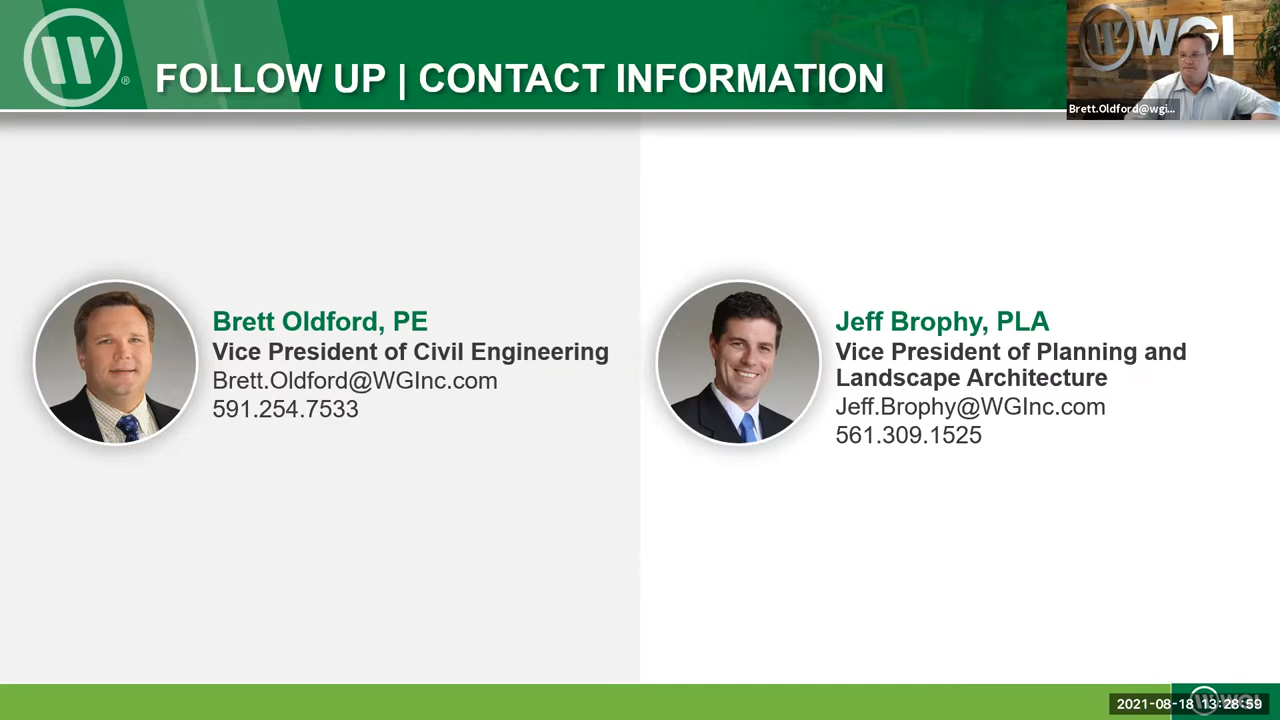 FOLLOW UP | CONTACT INFORMATION
WGI
Brett.Oldford@wgi...
Brett Oldford, PE
Vice President of Civil Engineering
Brett.Oldford@WGInc.com
591.254.7533
Jeff Brophy, PLA
Vice President of Planning and
Landscape Architecture
Jeff.Brophy@WGInc.com
561.309.1525
WGI
2021-08-18 13:28:59